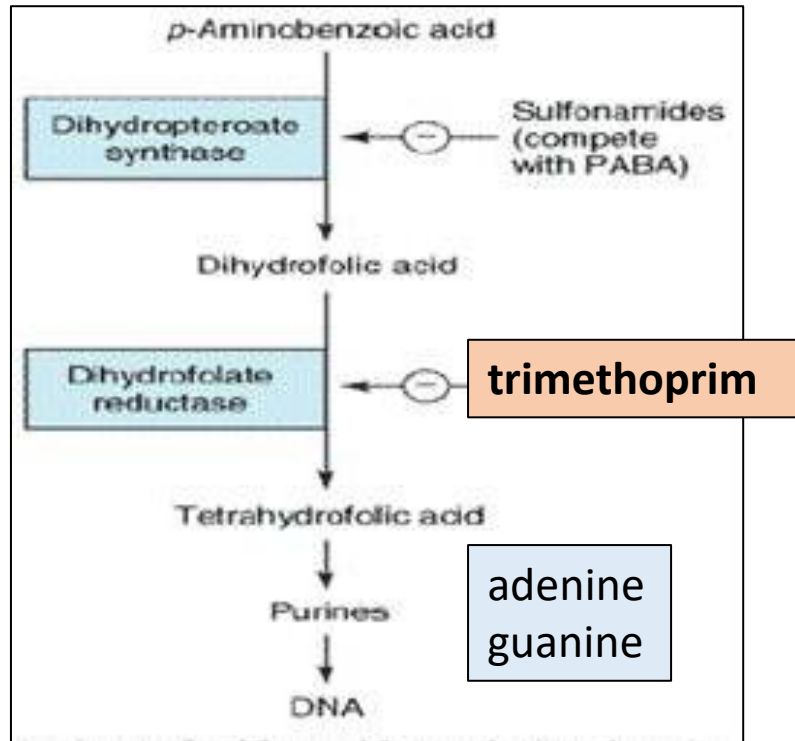 p-Aminobenzoic acid
Dihydropteroate
synthase
Sulfonamides
(compete
with PABA)
Dihydrofolic acid
Dihydrofolate
reductase
trimethoprim
Tetrahydrofolic acid
adenine
guanine
Purines
DNA